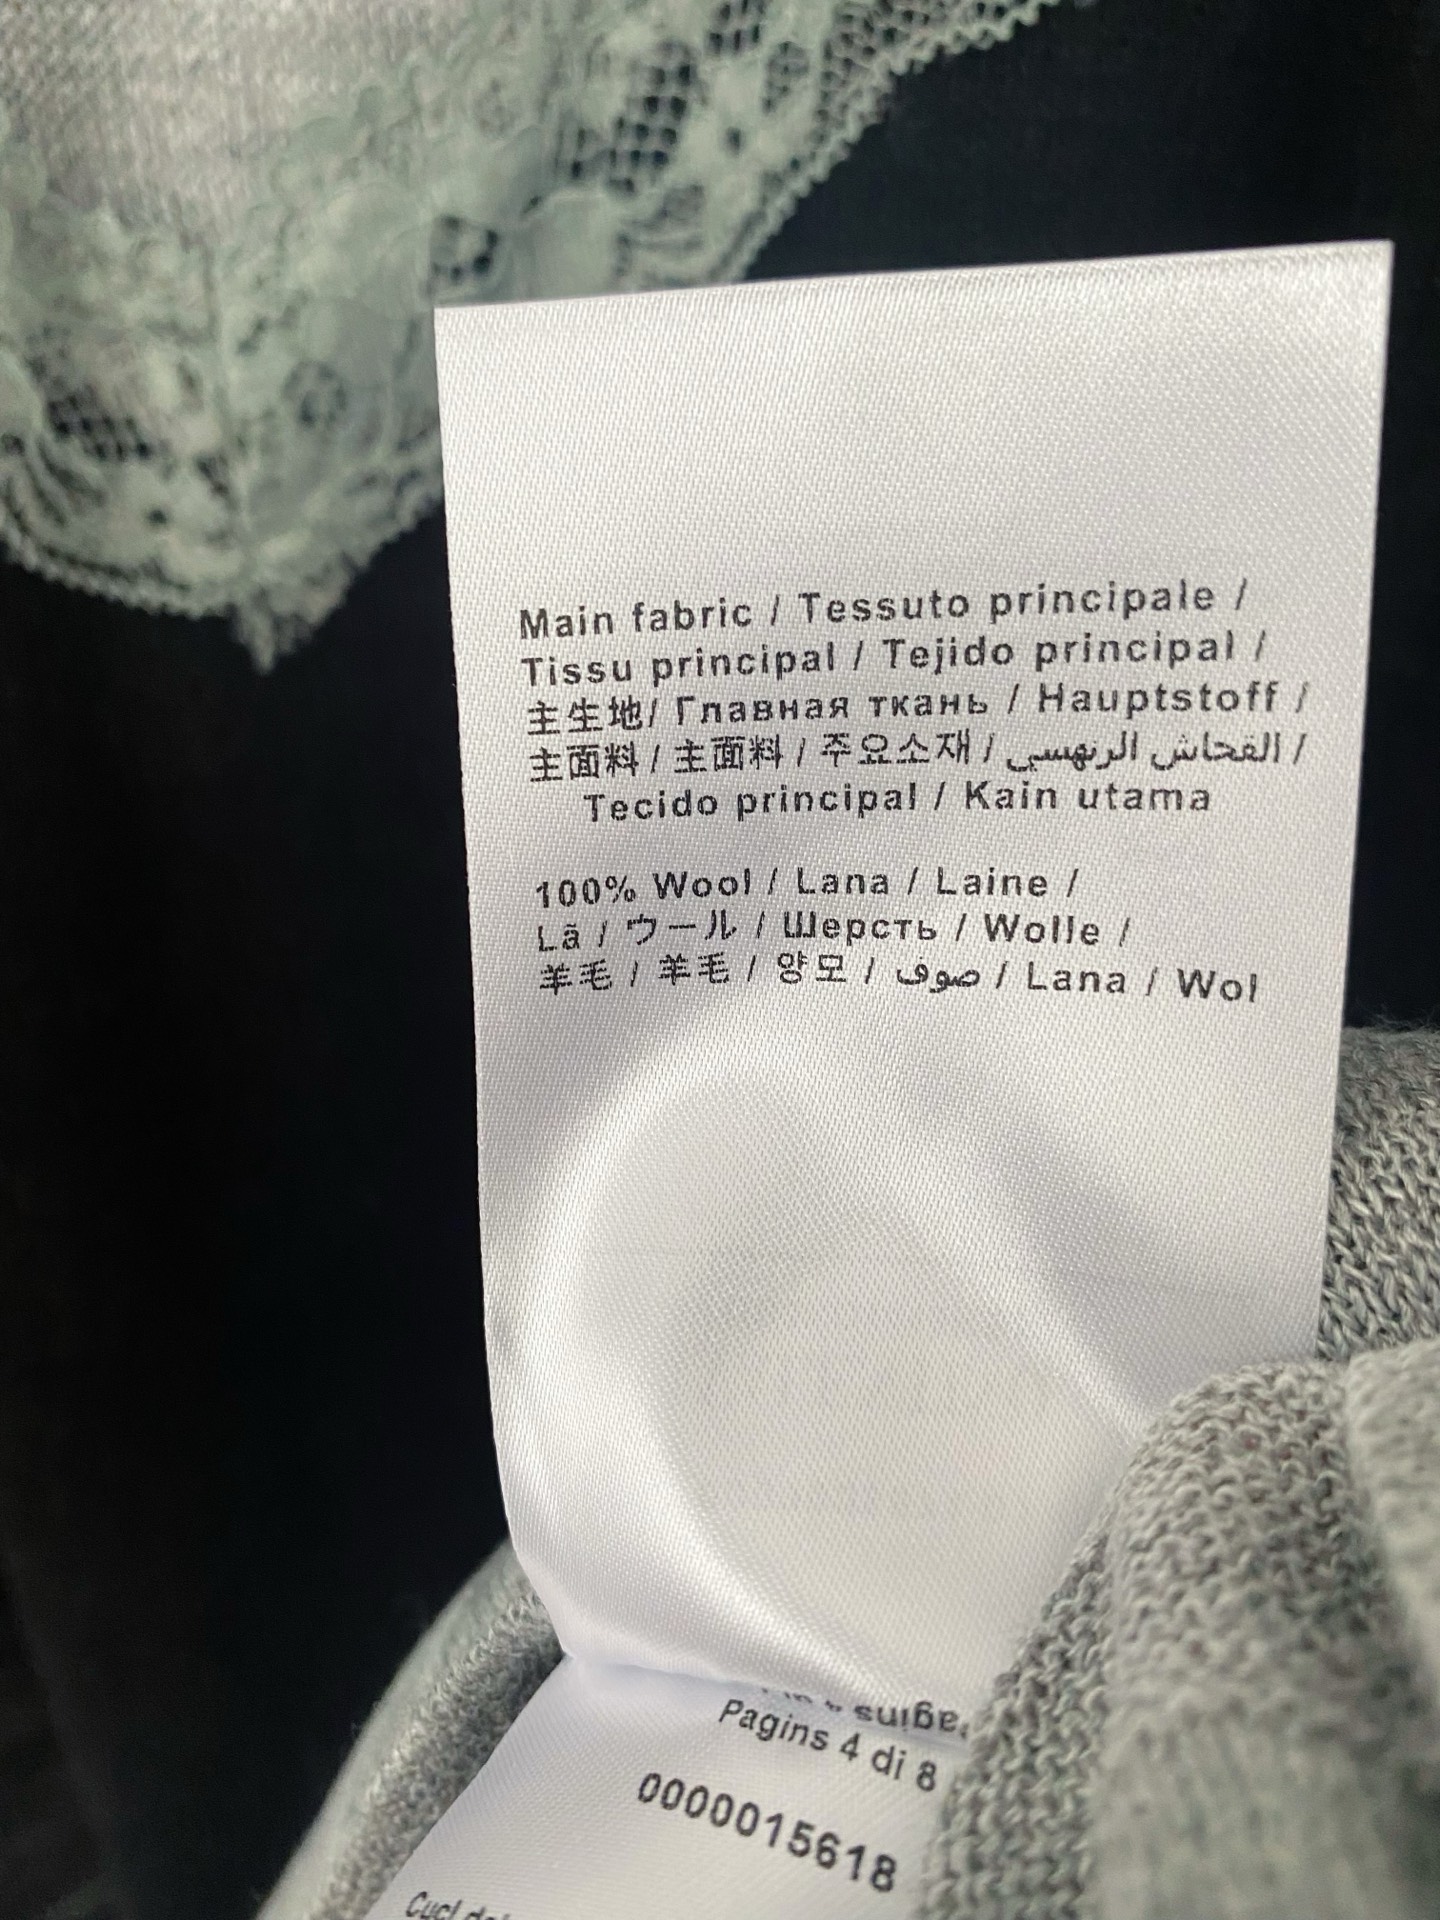 Main fabric / Tessuto principale /
Tissu principal / Tejido principal /
主生地/ Главная ткань / Hauptstoff /
主面料 / 主面料 / 주요소재 / القحاش الرنهسي /
Tecido principal / Kain utama
100% Wool / Lana / Laine /
Lã / ウール / Шерсть / Wolle /
羊毛 / 羊毛 / 양모 / صوف / Lana / Wol
Pagins 4 di 8
0000015618